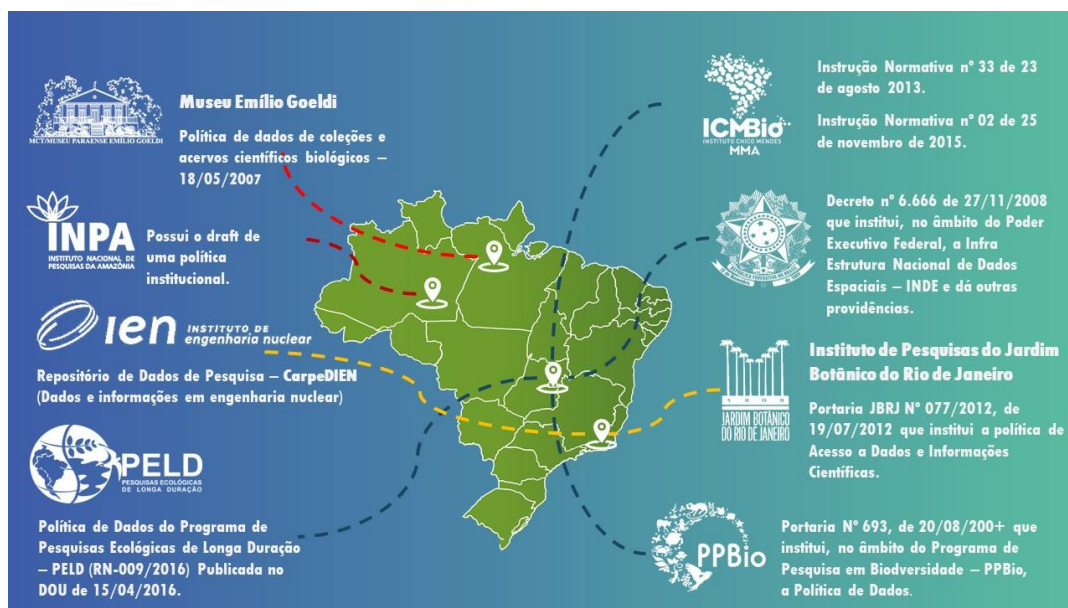 MCT/MUSEU PARAENSE EMÍLIO GOELDI
Museu Emílio Goeldi
Política de dados de coleções e
acervos científicos biológicos –
18/05/2007
INPA
INSTITUTO NACIONAL DE
PESQUISAS DA AMAZÔNIA
Possui o draft de
uma política
institucional.
ien INSTITUTO DE
engenharia nuclear
Repositório de Dados de Pesquisa – CarpeDIEN
(Dados e informações em engenharia nuclear)
PELD
PESQUISAS ECOLÓGICAS
DE LONGA DURAÇÃO
Política de Dados do Programa de
Pesquisas Ecológicas de Longa Duração
– PELD (RN-009/2016) Publicada no
DOU de 15/04/2016.
ICMBio
INSTITUTO CHICO MENDES
MMA
Instrução Normativa nº 33 de 23
de agosto 2013.
Instrução Normativa nº 02 de 25
de novembro de 2015.
Decreto nº 6.666 de 27/11/2008
que institui, no âmbito do Poder
Executivo Federal, a Infra
Estrutura Nacional de Dados
Espaciais – INDE e dá outras
providências.
1808
JARDIM BOTÂNICO
DO RIO DE JANEIRO
Instituto de Pesquisas do Jardim
Botânico do Rio de Janeiro
Portaria JBRJ Nº 077/2012, de
19/07/2012 que institui a política de
Acesso a Dados e Informações
Científicas.
PPBio
Portaria Nº 693, de 20/08/200+ que
institui, no âmbito do Programa de
Pesquisa em Biodversidade – PPBio,
a Política de Dados.